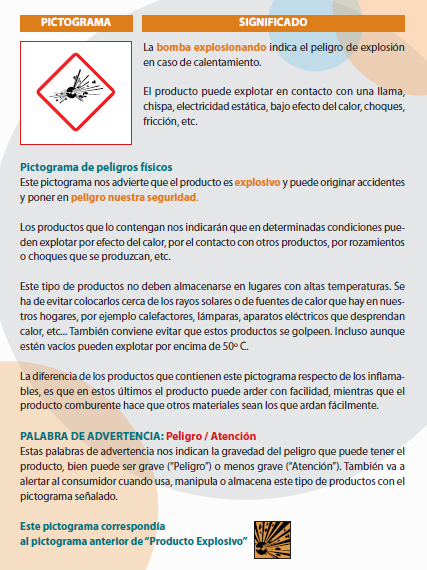 PICTOGRAMA
SIGNIFICADO
La bomba explosionando indica el peligro de explosión
en caso de calentamiento.
El producto puede explotar en contacto con una llama,
chispa, electricidad estática, bajo efecto del calor, choques,
fricción, etc.
Pictograma de peligros físicos
Este pictograma nos advierte que el producto es explosivo y puede originar accidentes
y poner en peligro nuestra seguridad.
Los productos que lo contengan nos indicarán que en determinadas condiciones pue-
den explotar por efecto del calor, por el contacto con otros productos, por rozamientos
o choques que se produzcan, etc.
Este tipo de productos no deben almacenarse en lugares con altas temperaturas. Se
ha de evitar colocarlos cerca de los rayos solares o de fuentes de calor que hay en nues-
tros hogares, por ejemplo calefactores, lámparas, aparatos eléctricos que desprendan
calor, etc... También conviene evitar que estos productos se golpeen. Incluso aunque
estén vacíos pueden explotar por encima de 50º C.
La diferencia de los productos que contienen este pictograma respecto de los inflama-
bles, es que en estos últimos el producto puede arder con facilidad, mientras que el
producto comburente hace que otros materiales sean los que ardan fácilmente.
PALABRA DE ADVERTENCIA: Peligro / Atención
Estas palabras de advertencia nos indican la gravedad del peligro que puede tener el
producto, bien puede ser grave (“Peligro”) o menos grave (“Atención”). También va a
alertar al consumidor cuando usa, manipula o almacena este tipo de productos con el
pictograma señalado.
Este pictograma correspondía
al pictograma anterior de “Producto Explosivo”